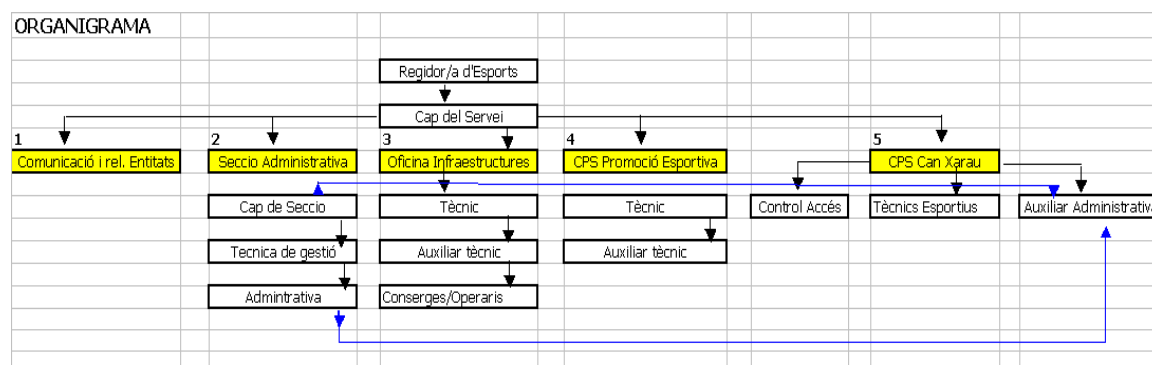 ORGANIGRAMA
Regidor/a d'Esports
Cap del Servei
1 2 3 4 5
Comunicació i rel. Entitats Seccio Administrativa Oficina Infraestructures CPS Promoció Esportiva CPS Can Xarau
Cap de Seccio Tècnic Tècnic Control Accés Tècnics Esportius Auxiliar Administrativa
Tecnica de gestió Auxiliar tècnic Auxiliar tècnic
Admintrativa Conserges/Operaris